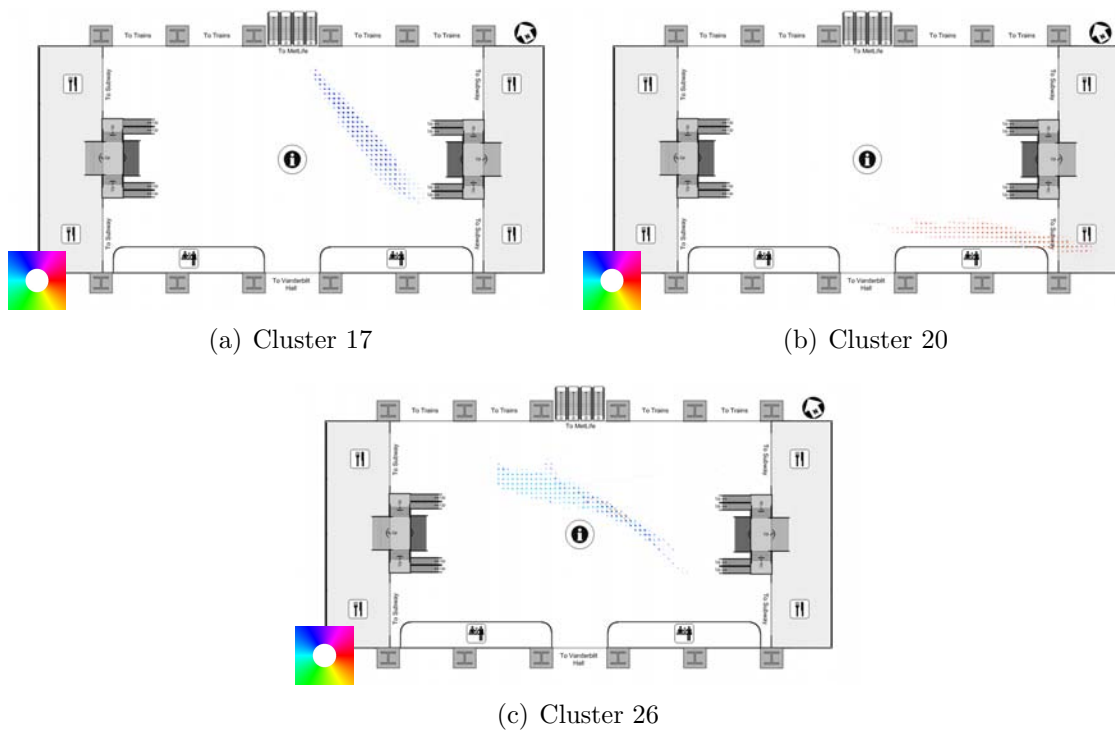 To Trains To Trains To Trains To Trains
To MetLife
To Subway To Subway
i
To Subway To Subway
To Vanderbilt
Hall
(a) Cluster 17
To Trains To Trains To Trains To Trains
To MetLife
To Subway To Subway
i
To Subway To Subway
To Vanderbilt
Hall
(b) Cluster 20
To Trains To Trains To Trains To Trains
To MetLife
To Subway To Subway
i
To Subway To Subway
To Vanderbilt
Hall
(c) Cluster 26